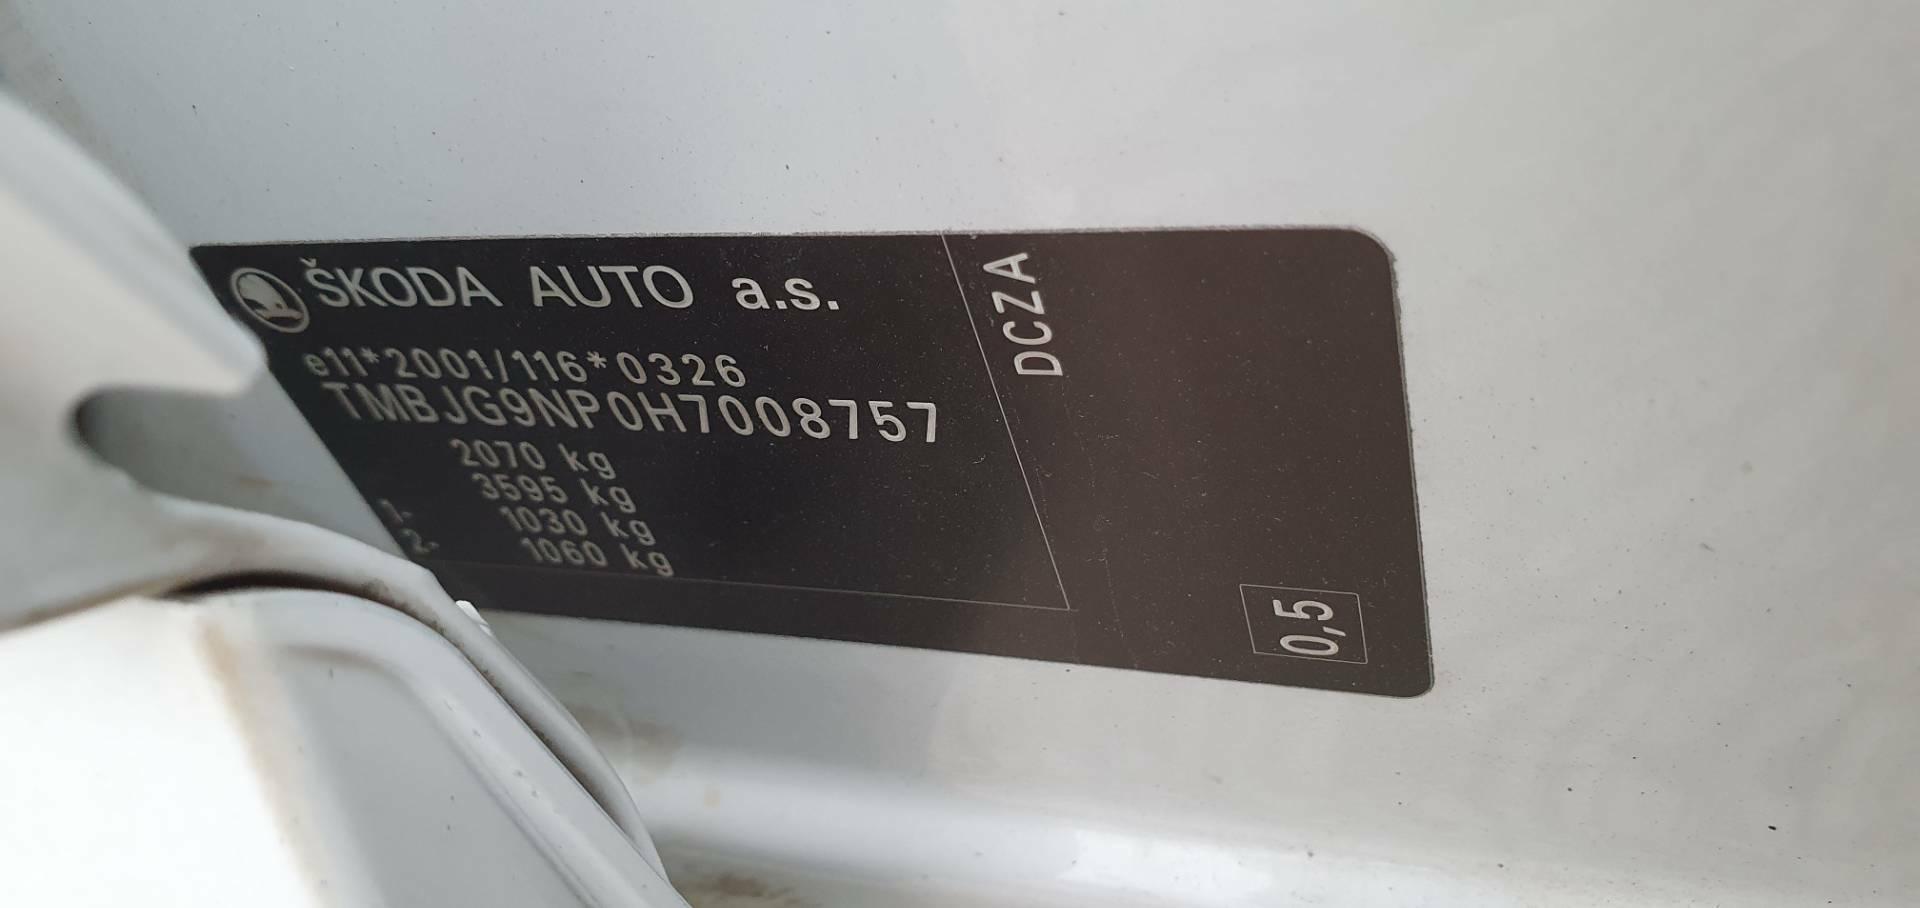 ŠKODA AUTO a.s.
e11*2001/116*0326
TMBJG9NP0H7008757
2070 kg
3595 kg
1- 1030 kg
2- 1060 kg
DCZA
0,5